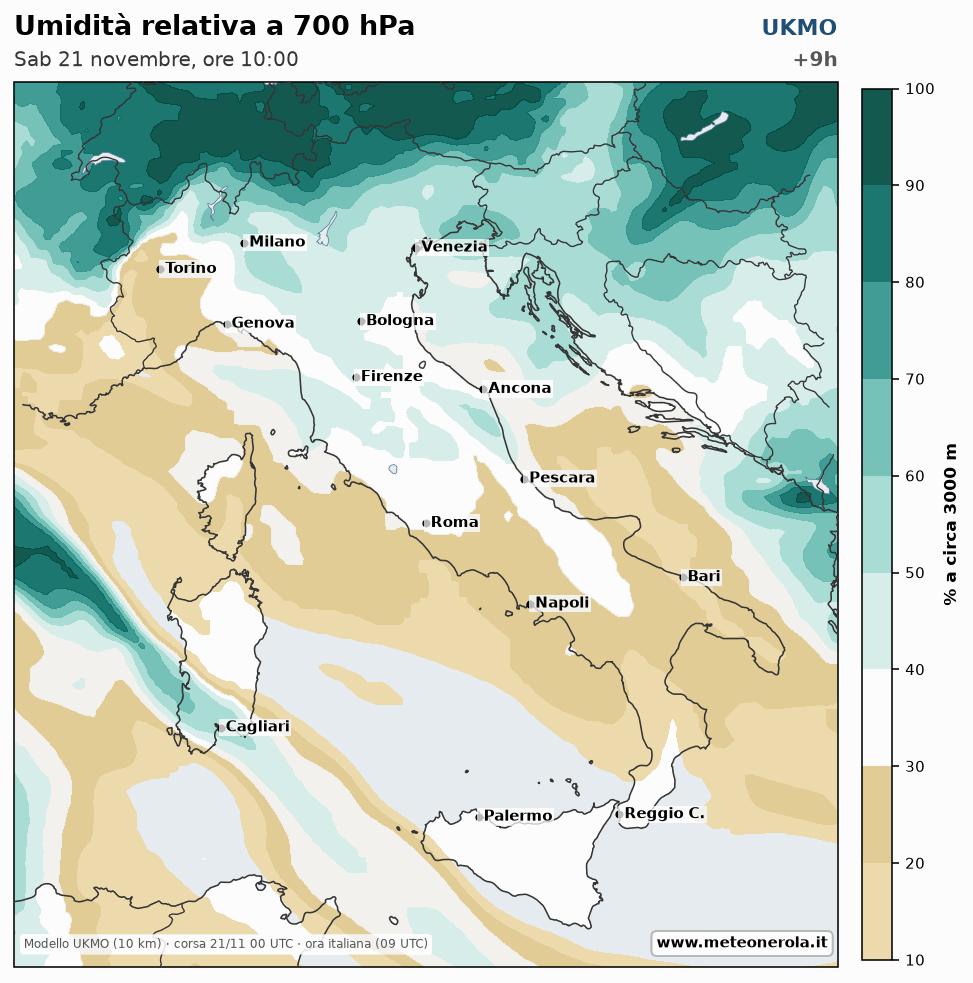 Umidità relativa a 700 hPa
UKMO
Sab 21 novembre, ore 10:00
+9h
100
90
80
70
60
50
40
30
20
10
% a circa 3000 m
Milano
Venezia
Torino
Genova
Bologna
Firenze
Ancona
Pescara
Roma
Bari
Napoli
Cagliari
Palermo
Reggio C.
Modello UKMO (10 km) · corsa 21/11 00 UTC · ora italiana (09 UTC)
www.meteonerola.it